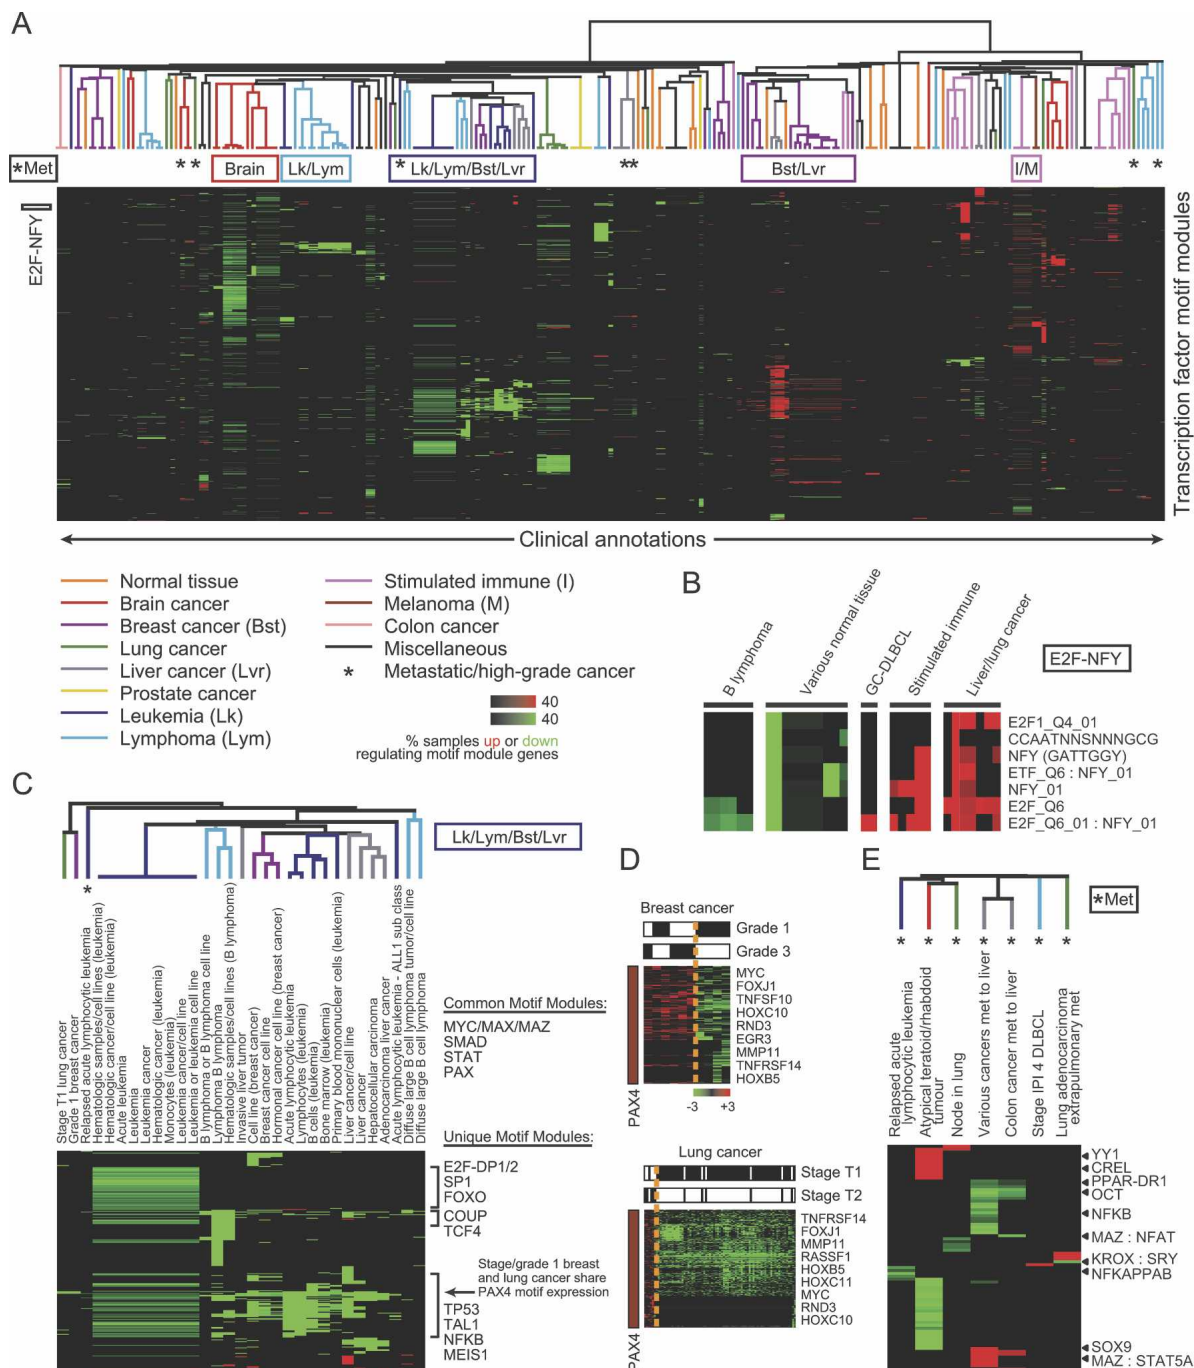 A
*Met
* *
Brain
Lk/Lym
* Lk/Lym/Bst/Lvr
**
Bst/Lvr
I/M
*
*
E2F-NFY
Transcription factor motif modules
Clinical annotations
Normal tissue
Brain cancer
Breast cancer (Bst)
Lung cancer
Liver cancer (Lvr)
Prostate cancer
Leukemia (Lk)
Lymphoma (Lym)
Stimulated immune (I)
Melanoma (M)
Colon cancer
Miscellaneous
* Metastatic/high-grade cancer
40
40
% samples up or down
regulating motif module genes
B
B lymphoma
Various normal tissue
GC-DLBCL
Stimulated immune
Liver/lung cancer
E2F-NFY
E2F1_Q4_01
CCAATNNSNNNGCG
NFY (GATTGGY)
ETF_Q6 : NFY_01
NFY_01
E2F_Q6
E2F_Q6_01 : NFY_01
C
Lk/Lym/Bst/Lvr
*
Stage T1 lung cancer
Grade 1 breast cancer
Relapsed acute lymphocytic leukemia
Hematologic samples/cell lines (leukemia)
Hematologic cancer/cell line (leukemia)
Acute leukemia
Leukemia
Leukemia cancer
Hematologic cancer (leukemia)
Monocytes (leukemia)
Leukemia cancer/cell line
Leukemia or leukemia cell line
B lymphoma or B lymphoma cell line
Lymphoma B lymphoma
Hematologic samples/cell lines (B lymphoma)
Invasive liver tumor
Cell line (breast cancer)
Breast cancer cell line
Hormonal cancer cell line (breast cancer)
Acute lymphocytic leukemia
Lymphocytes (leukemia)
B cells (leukemia)
Bone marrow (leukemia)
Primary blood mononuclear cells (leukemia)
Liver cancer/cell line
Liver cancer
Hepatocellular carcinoma
Adenocarcinoma liver cancer
Acute lymphocytic leukemia - ALL1 sub class
Diffuse large B cell lymphoma tumor/cell line
Diffuse large B cell lymphoma
Common Motif Modules:
MYC/MAX/MAZ
SMAD
STAT
PAX
Unique Motif Modules:
E2F-DP1/2
SP1
FOXO
COUP
TCF4
Stage/grade 1 breast
and lung cancer share
PAX4 motif expression
TP53
TAL1
NFKB
MEIS1
D
Breast cancer
Grade 1
Grade 3
PAX4
MYC
FOXJ1
TNFSF10
HOXC10
RND3
EGR3
MMP11
TNFRSF14
HOXB5
-3
+3
Lung cancer
Stage T1
Stage T2
PAX4
TNFRSF14
FOXJ1
MMP11
RASSF1
HOXB5
HOXC11
MYC
RND3
HOXC10
E
*Met
* * * * * * *
Relapsed acute
lymphocytic leukemia
Atypical teratoid/rhabdoid
tumour
Node in lung
Various cancers met to liver
Colon cancer met to liver
Stage IPI 4 DLBCL
Lung adenocarcinoma
extrapulmonary met
YY1
CREL
PPAR-DR1
OCT
NFKB
MAZ : NFAT
KROX : SRY
NFKAPPAB
SOX9
MAZ : STAT5A